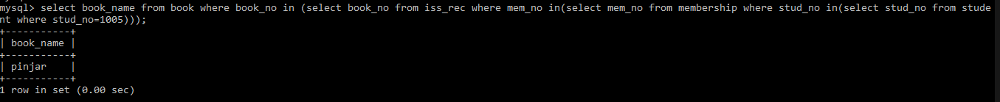 mysql> select book_name from book where book_no in (select book_no from iss_rec where mem_no in(select mem_no from membership where stud_no in(select stud_no from stude
nt where stud_no=1005)));
+-----------+
| book_name |
+-----------+
| pinjar    |
+-----------+
1 row in set (0.00 sec)